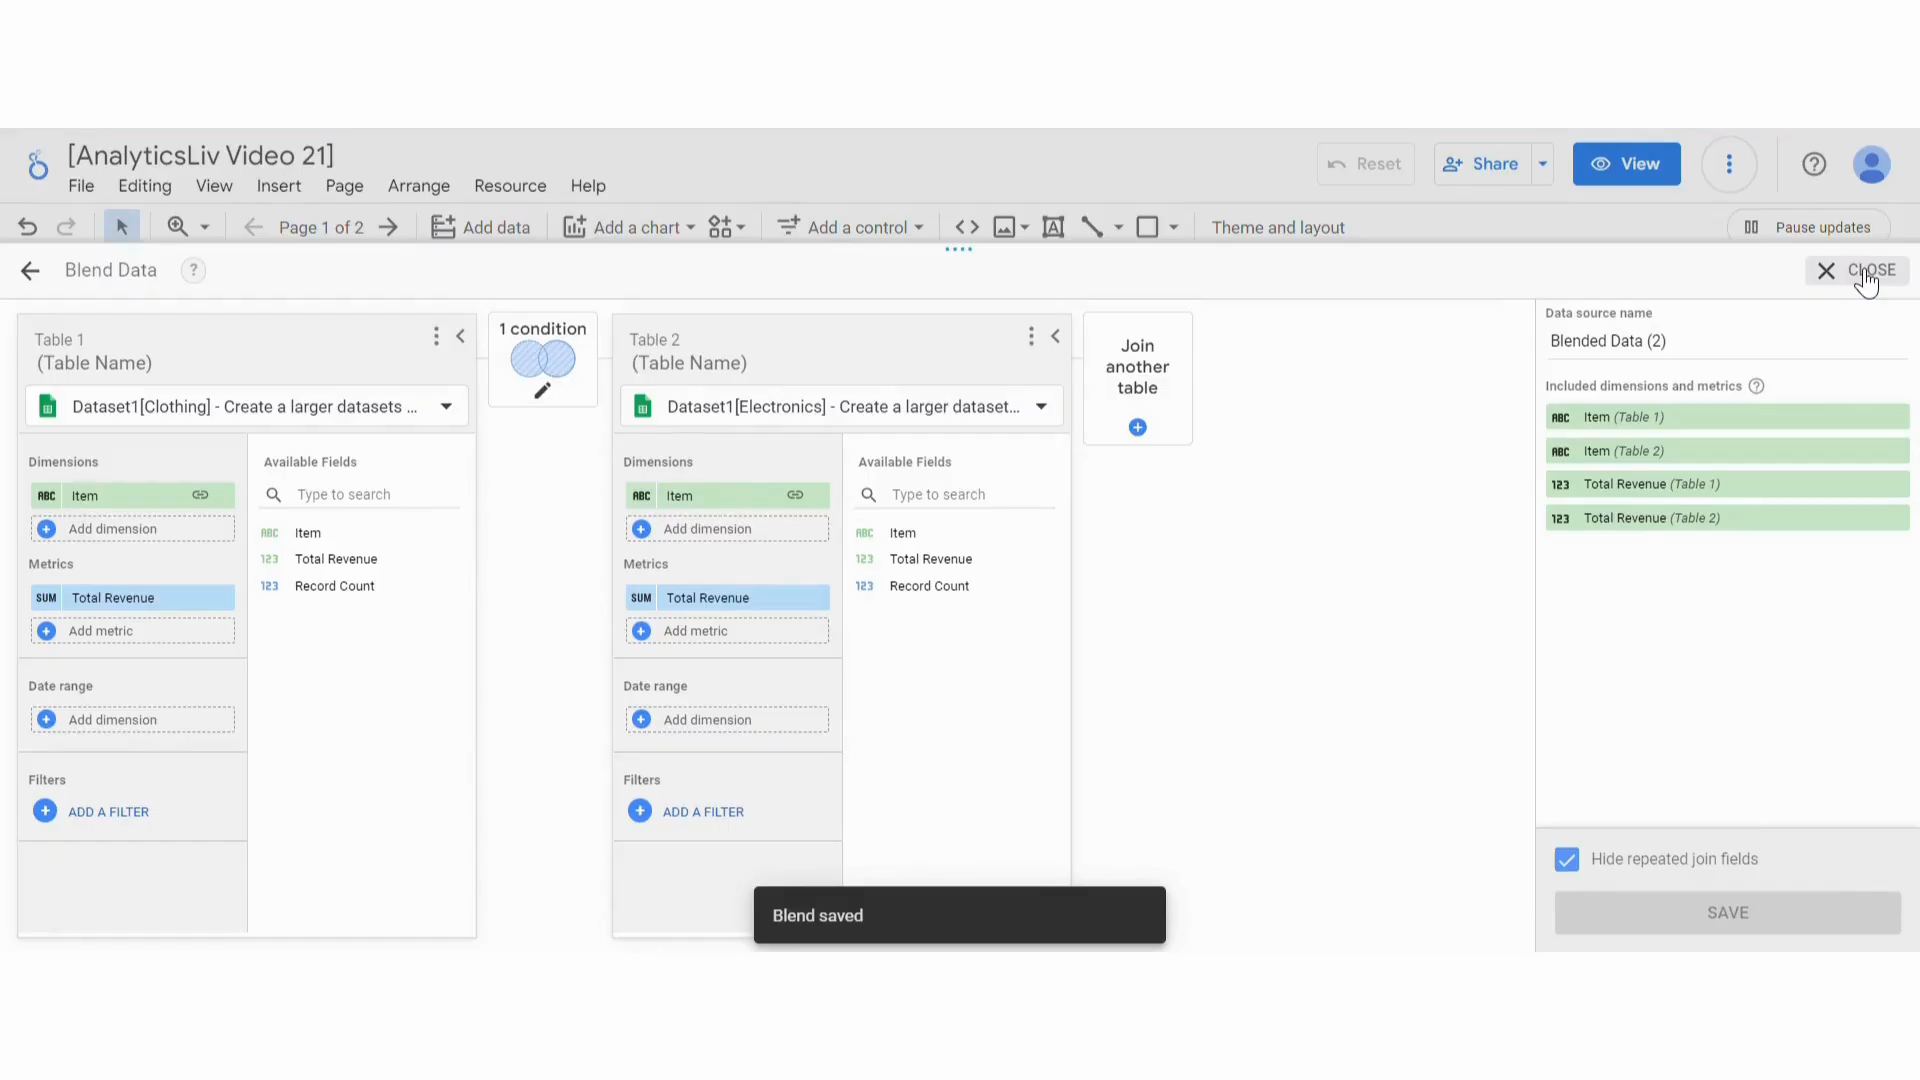 [AnalyticsLiv Video 21]
File Editing View Insert Page Arrange Resource Help
Reset
Share
View
Page 1 of 2
Add data
Add a chart
Add a control
Theme and layout
Pause updates
Blend Data
?
CLOSE
Table 1
(Table Name)
Dataset1[Clothing] - Create a larger datasets ...
Dimensions
ABC Item
Add dimension
Metrics
SUM Total Revenue
Add metric
Date range
Add dimension
Filters
ADD A FILTER
Available Fields
Type to search
ABC Item
123 Total Revenue
123 Record Count
1 condition
Table 2
(Table Name)
Dataset1[Electronics] - Create a larger dataset...
Dimensions
ABC Item
Add dimension
Metrics
SUM Total Revenue
Add metric
Date range
Add dimension
Filters
ADD A FILTER
Available Fields
Type to search
ABC Item
123 Total Revenue
123 Record Count
Join
another
table
Data source name
Blended Data (2)
Included dimensions and metrics
ABC Item (Table 1)
ABC Item (Table 2)
123 Total Revenue (Table 1)
123 Total Revenue (Table 2)
Hide repeated join fields
SAVE
Blend saved